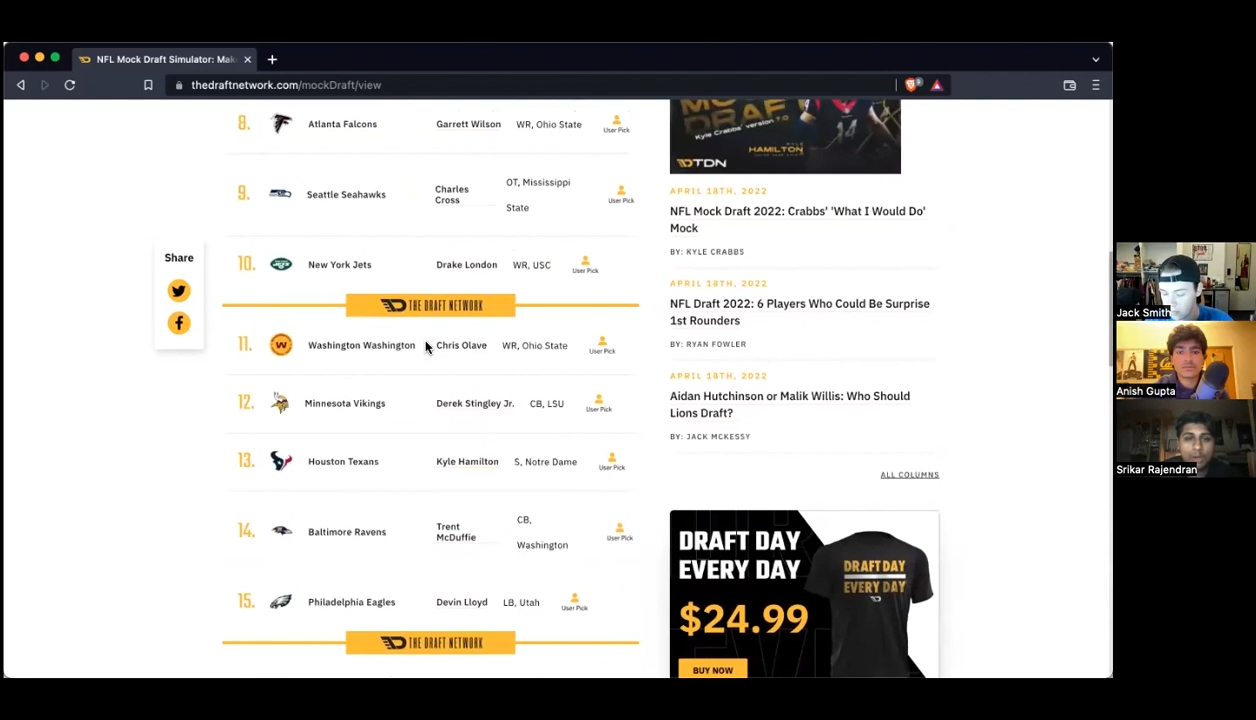 NFL Mock Draft Simulator: Mak
thedraftnetwork.com/mockDraft/view
8. Atlanta Falcons Garrett Wilson WR, Ohio State User Pick
9. Seattle Seahawks Charles Cross OT, Mississippi State User Pick
10. New York Jets Drake London WR, USC User Pick
THE DRAFT NETWORK
11. Washington Washington Chris Olave WR, Ohio State User Pick
12. Minnesota Vikings Derek Stingley Jr. CB, LSU User Pick
13. Houston Texans Kyle Hamilton S, Notre Dame User Pick
14. Baltimore Ravens Trent McDuffie CB, Washington User Pick
15. Philadelphia Eagles Devin Lloyd LB, Utah User Pick
THE DRAFT NETWORK
Share
DRAFT
Kyle Crabbs' version 7.0
14
HAMILTON
TDN
APRIL 18TH, 2022
NFL Mock Draft 2022: Crabbs' 'What I Would Do'
Mock
BY: KYLE CRABBS
APRIL 18TH, 2022
NFL Draft 2022: 6 Players Who Could Be Surprise
1st Rounders
BY: RYAN FOWLER
APRIL 18TH, 2022
Aidan Hutchinson or Malik Willis: Who Should
Lions Draft?
BY: JACK MCKESSY
ALL COLUMNS
DRAFT DAY
EVERY DAY
$24.99
BUY NOW
DRAFT DAY
EVERY DAY
Jack Smith
Anish Gupta
Srikar Rajendran